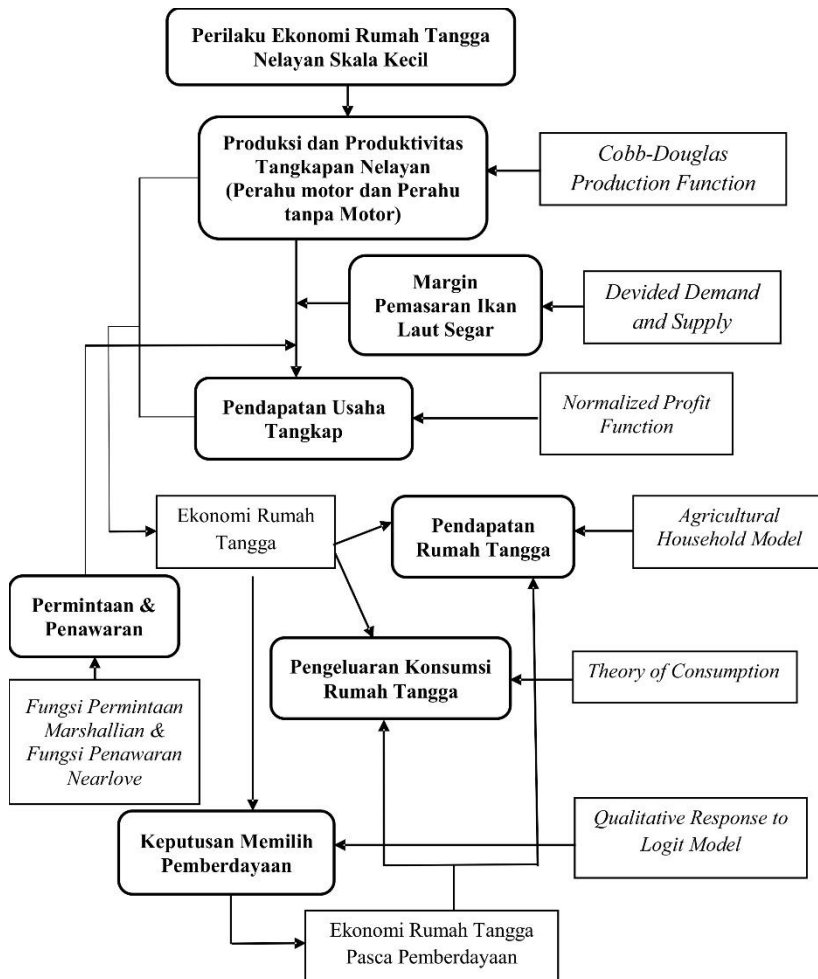 Perilaku Ekonomi Rumah Tangga
Nelayan Skala Kecil
Produksi dan Produktivitas
Tangkapan Nelayan
(Perahu motor dan Perahu
tanpa Motor)
Cobb-Douglas
Production Function
Margin
Pemasaran Ikan
Laut Segar
Devided Demand
and Supply
Pendapatan Usaha
Tangkap
Normalized Profit
Function
Ekonomi Rumah
Tangga
Pendapatan
Rumah Tangga
Agricultural
Household Model
Permintaan &
Penawaran
Pengeluaran Konsumsi
Rumah Tangga
Theory of Consumption
Fungsi Permintaan
Marshallian &
Fungsi Penawaran
Nearlove
Keputusan Memilih
Pemberdayaan
Qualitative Response to
Logit Model
Ekonomi Rumah Tangga
Pasca Pemberdayaan